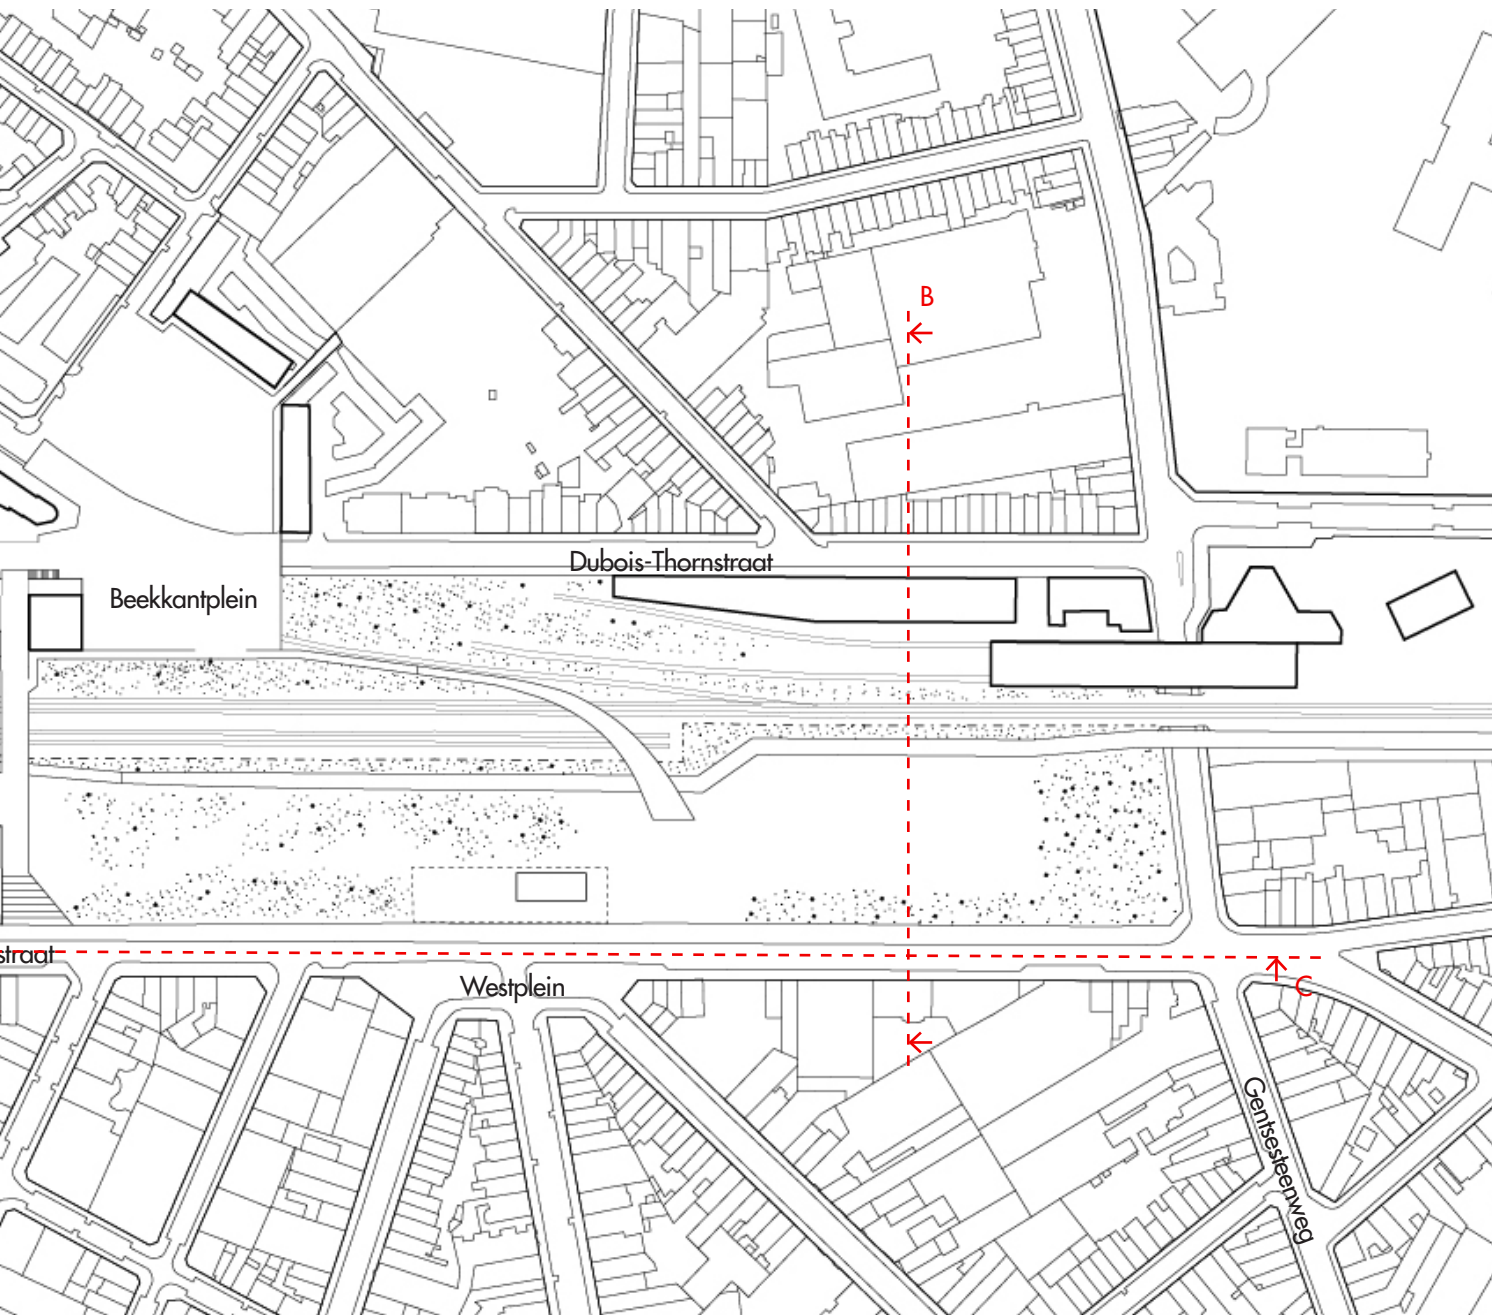 B
Dubois-Thornstraat
Beekkantplein
straat
Westplein
C
Gentsesteenweg